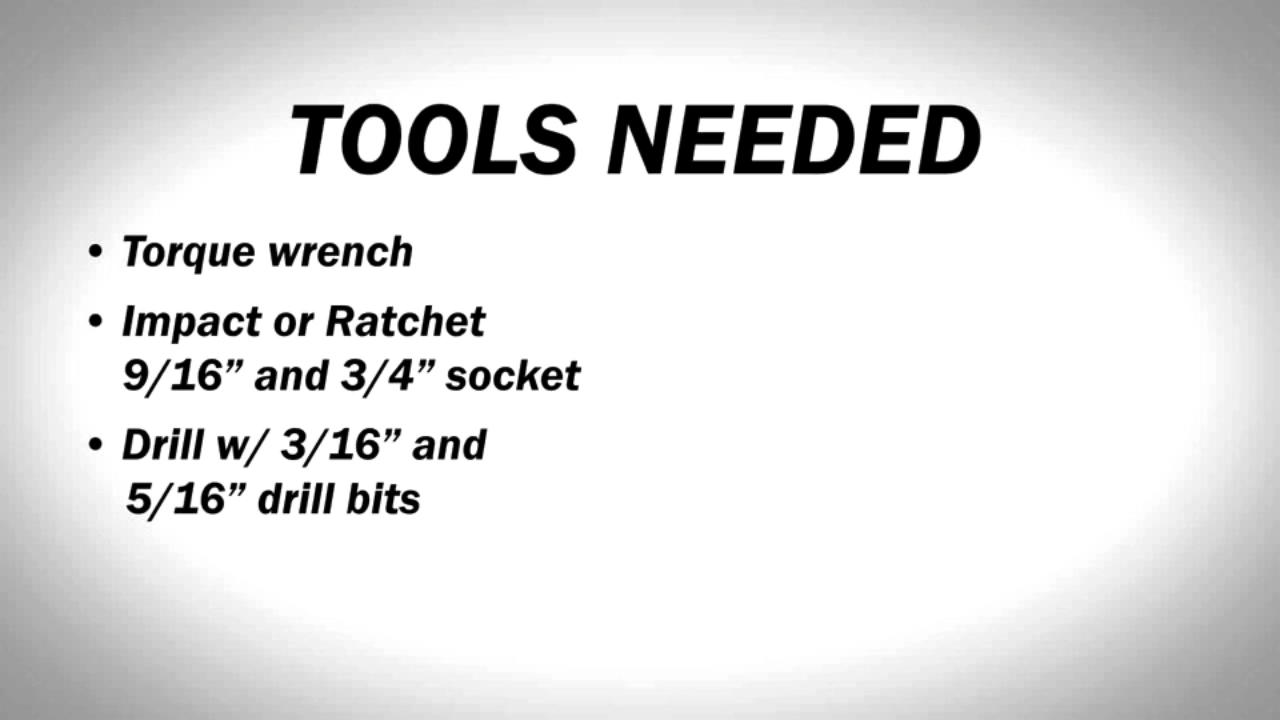 TOOLS NEEDED
• Torque wrench
• Impact or Ratchet
9/16” and 3/4” socket
• Drill w/ 3/16” and
5/16” drill bits